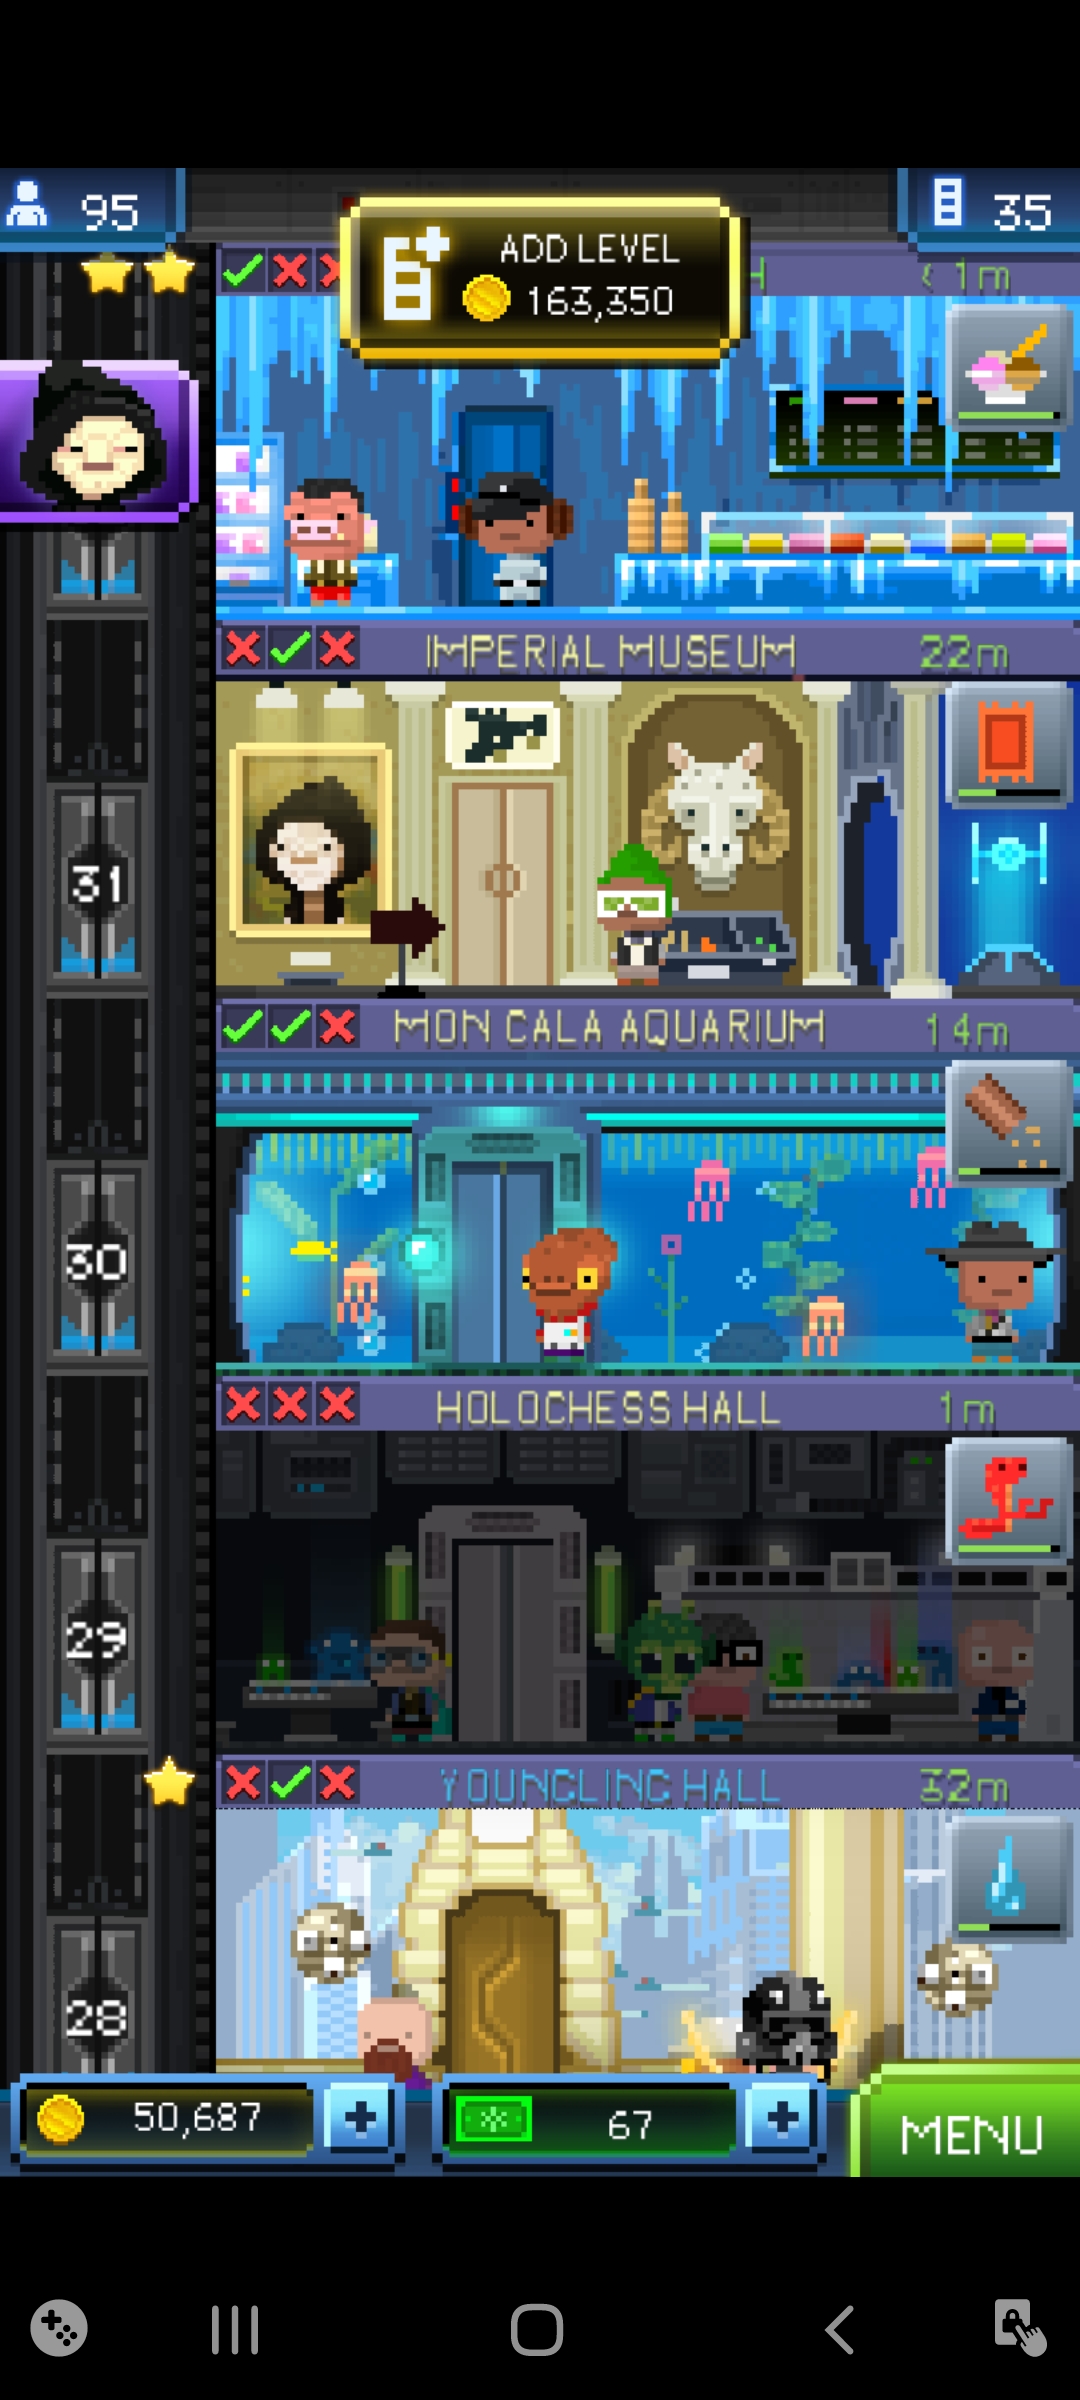 95
35
ADD LEVEL
163,350
< 1m
IMPERIAL MUSEUM 22m
31
MON CALA AQUARIUM 14m
30
HOLOCHESS HALL 1m
29
YOUNGLING HALL 32m
28
50,687
67
MENU